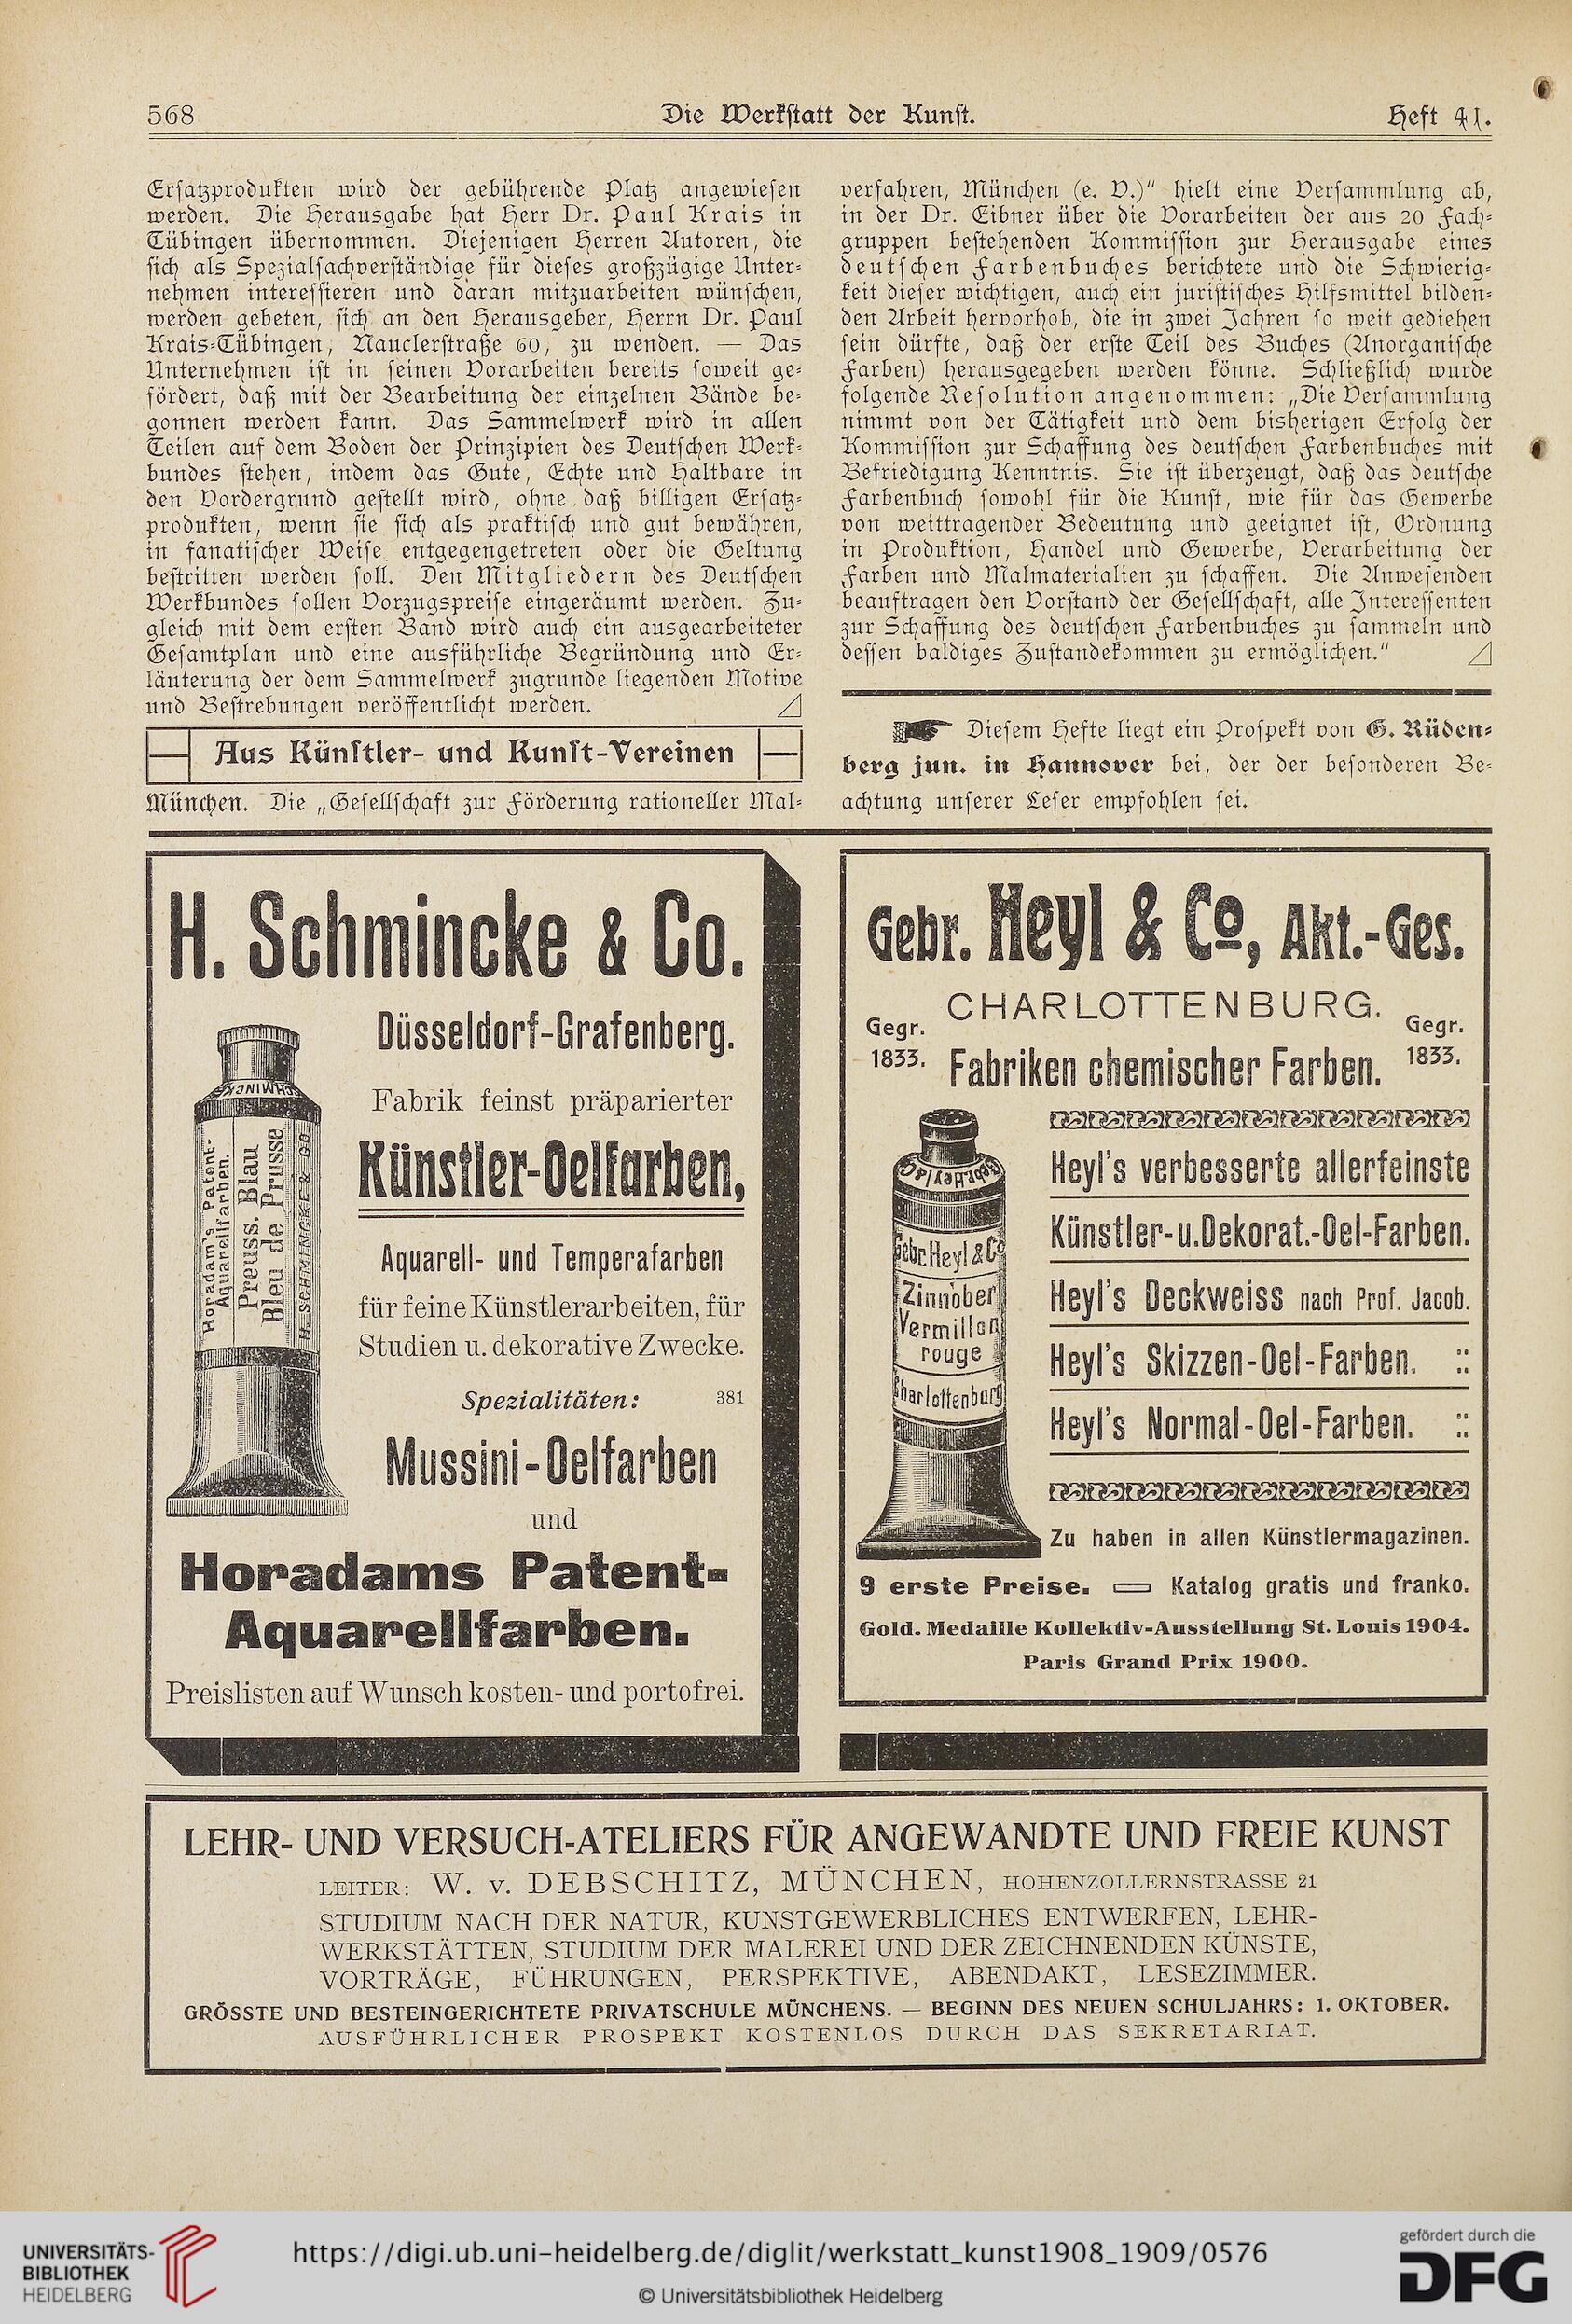 568
Die Werkstatt der Kunst.
Heft 41.
Ersatzprodukten wird der gebührende Platz angewiesen
werden. Die Herausgabe hat Herr Dr. Paul Krais in
Tübingen übernommen. Diejenigen Herren Autoren, die
sich als Spezialsachverständige für dieses großzügige Unter-
nehmen interessieren und daran mitzuarbeiten wünschen,
werden gebeten, sich an den Herausgeber, Herrn Dr. Paul
Krais-Tübingen, Nauclerstraße 60, zu wenden. — Das
Unternehmen ist in seinen Vorarbeiten bereits soweit ge-
fördert, daß mit der Bearbeitung der einzelnen Bände be-
gonnen werden kann. Das Sammelwerk wird in allen
Teilen auf dem Boden der Prinzipien des Deutschen Werk-
bundes stehen, indem das Gute, Echte und Haltbare in
den Vordergrund gestellt wird, ohne daß billigen Ersatz-
produkten, wenn sie sich als praktisch und gut bewähren,
in fanatischer Weise entgegengetreten oder die Geltung
bestritten werden soll. Den Mitgliedern des Deutschen
Werkbundes sollen Vorzugspreise eingeräumt werden. Zu-
gleich mit dem ersten Band wird auch ein ausgearbeiteter
Gesamtplan und eine ausführliche Begründung und Er-
läuterung der dem Sammelwerk zugrunde liegenden Motive
und Bestrebungen veröffentlicht werden.
Aus Künstler- und Kunst-Vereinen
München. Die „Gesellschaft zur Förderung rationeller Mal-
verfahren, München (e. V.)“ hielt eine Versammlung ab,
in der Dr. Eibner über die Vorarbeiten der aus 20 Fach-
gruppen bestehenden Kommission zur Herausgabe eines
deutschen Farbenbuches berichtete und die Schwierig-
keit dieser wichtigen, auch ein juristisches Hilfsmittel bilden-
den Arbeit hervorhob, die in zwei Jahren so weit gediehen
sein dürfte, daß der erste Teil des Buches (Anorganische
Farben) herausgegeben werden könne. Schließlich wurde
folgende Resolution angenommen: „Die Versammlung
nimmt von der Tätigkeit und dem bisherigen Erfolg der
Kommission zur Schaffung des deutschen Farbenbuches mit
Befriedigung Kenntnis. Sie ist überzeugt, daß das deutsche
Farbenbuch sowohl für die Kunst, wie für das Gewerbe
von weittragender Bedeutung und geeignet ist, Ordnung
in Produktion, Handel und Gewerbe, Verarbeitung der
Farben und Malmaterialien zu schaffen. Die Anwesenden
beauftragen den Vorstand der Gesellschaft, alle Interessenten
zur Schaffung des deutschen Farbenbuches zu sammeln und
dessen baldiges Zustandekommen zu ermöglichen.“
Diesem Hefte liegt ein Prospekt von G. Rüden-
berg jun. in Hannover bei, der der besonderen Be-
achtung unserer Leser empfohlen sei.
H. Schmincke & Co.
Düsseldorf-Grafenberg.
Fabrik feinst präparierter
Künstler-Oelfarben,
Aquarell- und Temperafarben
für feine Künstlerarbeiten, für
Studien u. dekorative Zwecke.
Spezialitäten: 381
Mussini-Oelfarben
und
Horadams Patent-
Aquarellfarben.
Preislisten auf Wunsch kosten- und portofrei.
SCHMINCKE
Horadam's Patent-
Aquarellfarben.
Preuss. Blau
Bleu de Prusse
H. SCHMINCKE & CO.
Gebr. Heyl & Co, Akt.-Ges.
CHARLOTTENBURG.
Gegr. 1833.
Gegr. 1833.
Fabriken chemischer Farben.
Gebr. Heyl & Co
Gebr. Heyl & Co
Zinnober
Vermillon
rouge
Charlottenburg
Heyl's verbesserte allerfeinste
Künstler- u. Dekorat.-Oel-Farben.
Heyl's Deckweiss nach Prof. Jacob.
Heyl's Skizzen-Oel-Farben. ::
Heyl's Normal-Oel-Farben. ::
Zu haben in allen Künstlermagazinen.
9 erste Preise. Katalog gratis und franko.
Gold. Medaille Kollektiv-Ausstellung St. Louis 1904.
Paris Grand Prix 1900.
LEHR- UND VERSUCH-ATELIERS FÜR ANGEWANDTE UND FREIE KUNST
LEITER: W. v. DEBSCHITZ, MÜNCHEN, HOHENZOLLERNSTRASSE 21
STUDIUM NACH DER NATUR, KUNSTGEWERBLICHES ENTWERFEN, LEHR-
WERKSTÄTTEN, STUDIUM DER MALEREI UND DER ZEICHNENDEN KÜNSTE,
VORTRÄGE, FÜHRUNGEN, PERSPEKTIVE, ABENDAKT, LESEZIMMER.
GRÖSSTE UND BESTEINGERICHTETE PRIVATSCHULE MÜNCHENS. — BEGINN DES NEUEN SCHULJAHRS: 1. OKTOBER.
AUSFÜHRLICHER PROSPEKT KOSTENLOS DURCH DAS SEKRETARIAT.
UNIVERSITÄTS-
BIBLIOTHEK
HEIDELBERG
https://digi.ub.uni-heidelberg.de/diglit/werkstatt_kunst1908_1909/0576
© Universitätsbibliothek Heidelberg
gefördert durch die
DFG